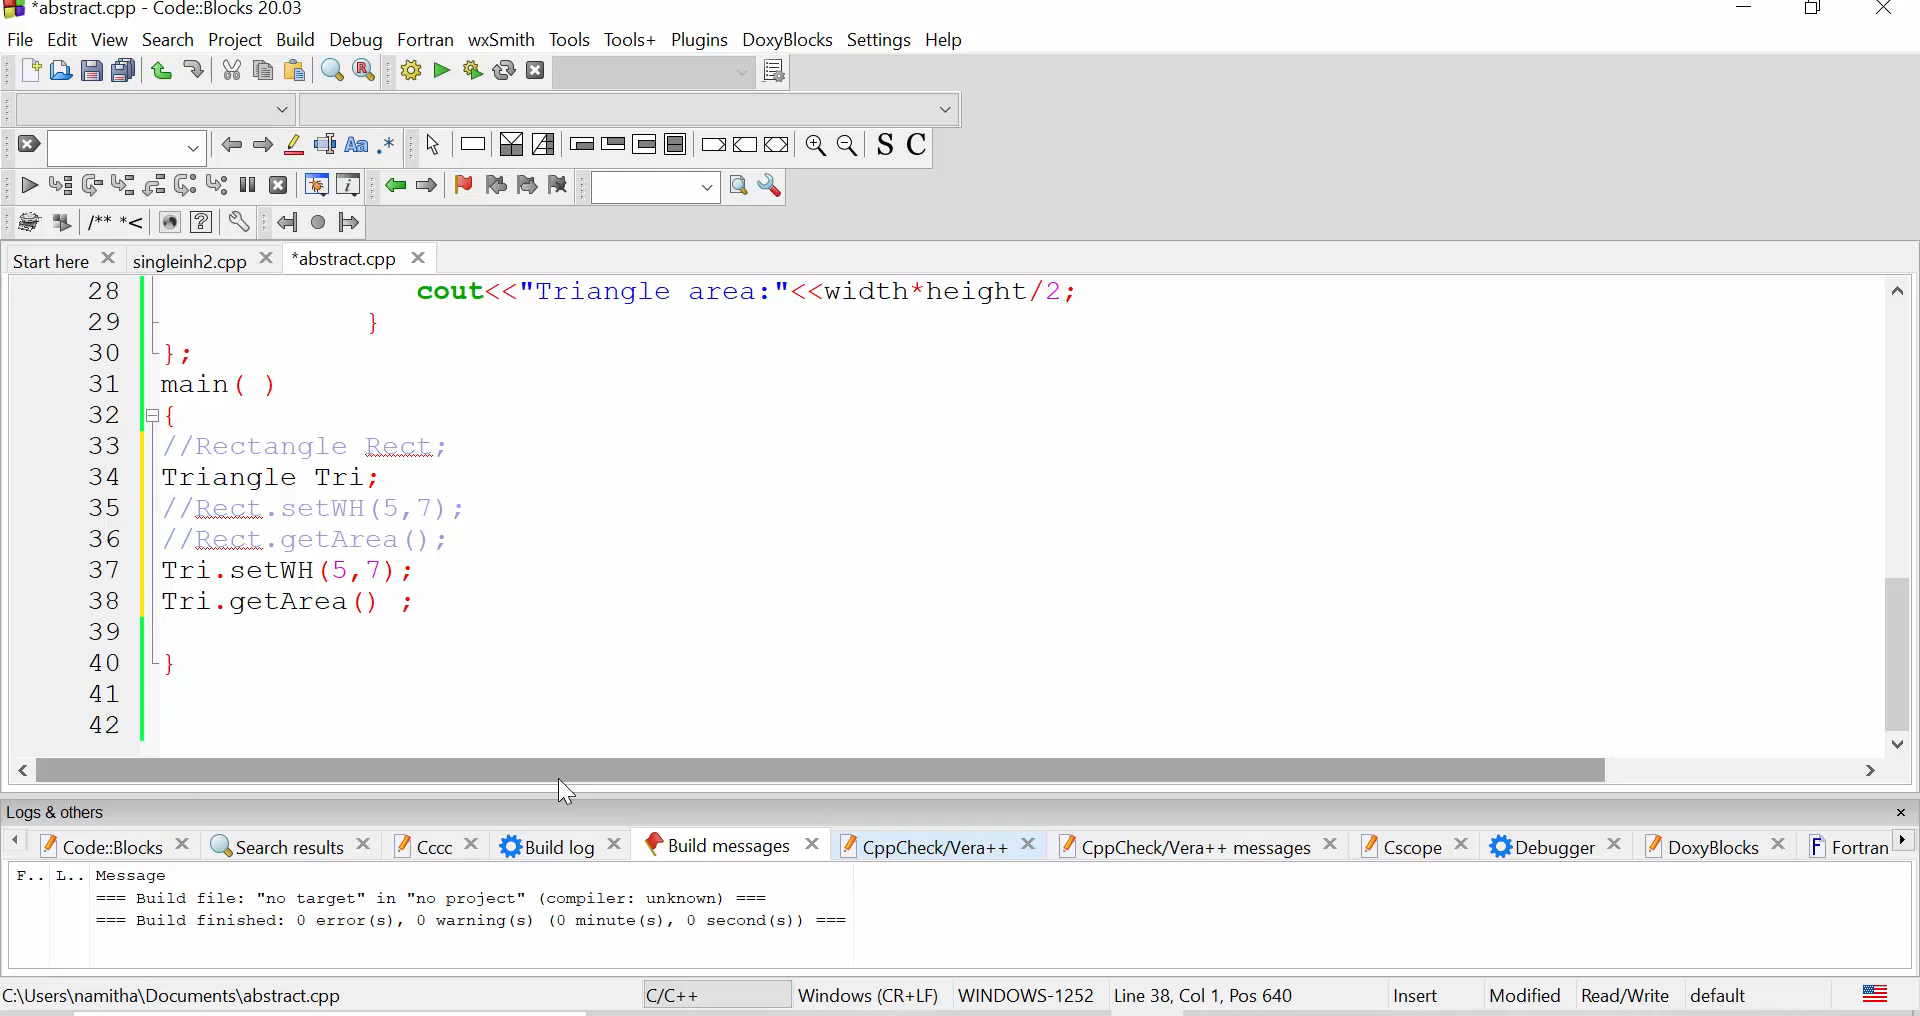 *abstract.cpp - Code::Blocks 20.03
File Edit View Search Project Build Debug Fortran wxSmith Tools Tools+ Plugins DoxyBlocks Settings Help
S C
/** *<
Start here singleinh2.cpp *abstract.cpp
28 cout<<"Triangle area:"<<width*height/2;
29 }
30 };
31 main( )
32 {
33 //Rectangle Rect;
34 Triangle Tri;
35 //Rect.setWH(5,7);
36 //Rect.getArea();
37 Tri.setWH(5,7);
38 Tri.getArea() ;
39
40 }
41
42
Logs & others
Code::Blocks Search results Cccc Build log Build messages CppCheck/Vera++ CppCheck/Vera++ messages Cscope Debugger DoxyBlocks Fortran
F.. L.. Message
=== Build file: "no target" in "no project" (compiler: unknown) ===
=== Build finished: 0 error(s), 0 warning(s) (0 minute(s), 0 second(s)) ===
C:\Users\namitha\Documents\abstract.cpp C/C++ Windows (CR+LF) WINDOWS-1252 Line 38, Col 1, Pos 640 Insert Modified Read/Write default